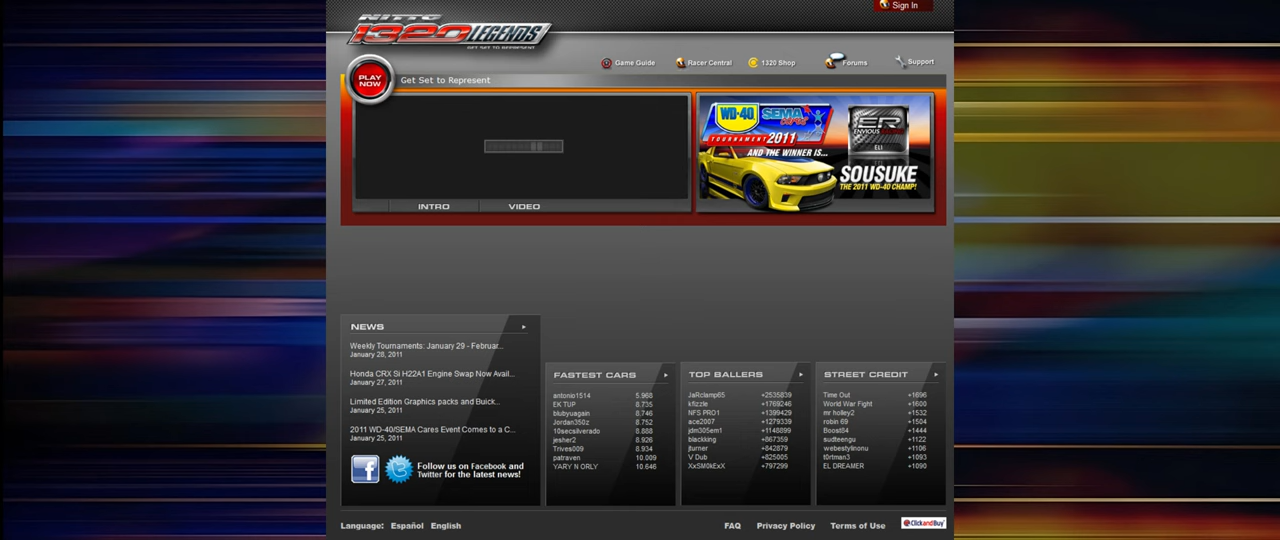 Sign In
NITTO
1320 LEGENDS
GET SET TO REPRESENT
Game Guide
Racer Central
1320 Shop
Forums
Support
PLAY NOW
Get Set to Represent
WD-40
SEMA cares
TOURNAMENT 2011
AND THE WINNER IS...
ER
ENVIOUS
SOUSUKE
THE 2011 WD-40 CHAMP!
INTRO
VIDEO
NEWS
Weekly Tournaments: January 29 - Februar...
January 28, 2011
Honda CRX Si H22A1 Engine Swap Now Avail...
January 27, 2011
Limited Edition Graphics packs and Buick...
January 25, 2011
2011 WD-40/SEMA Cares Event Comes to a C...
January 25, 2011
Follow us on Facebook and
Twitter for the latest news!
FASTEST CARS
antonio1514 5.968
EK TUP 8.735
blubyuagain 8.746
Jordan350z 8.752
10secsilverado 8.888
jesher2 8.926
Trives009 8.934
patraven 10.009
YARY N ORLY 10.646
TOP BALLERS
JaRclamp65 +2535839
kfizzle +1769246
NFS PRO1 +1399429
ace2007 +1279339
jdm305em1 +1148899
blackking +867359
jturner +842879
V Dub +825005
XxSM0kExX +797299
STREET CREDIT
Time Out +1696
World War Fight +1600
mr holley2 +1532
robin 69 +1504
Boost84 +1444
sudteengu +1122
webestylinonu +1106
t0rtman3 +1093
EL DREAMER +1090
Language: Español English
FAQ
Privacy Policy
Terms of Use
ClickandBuy